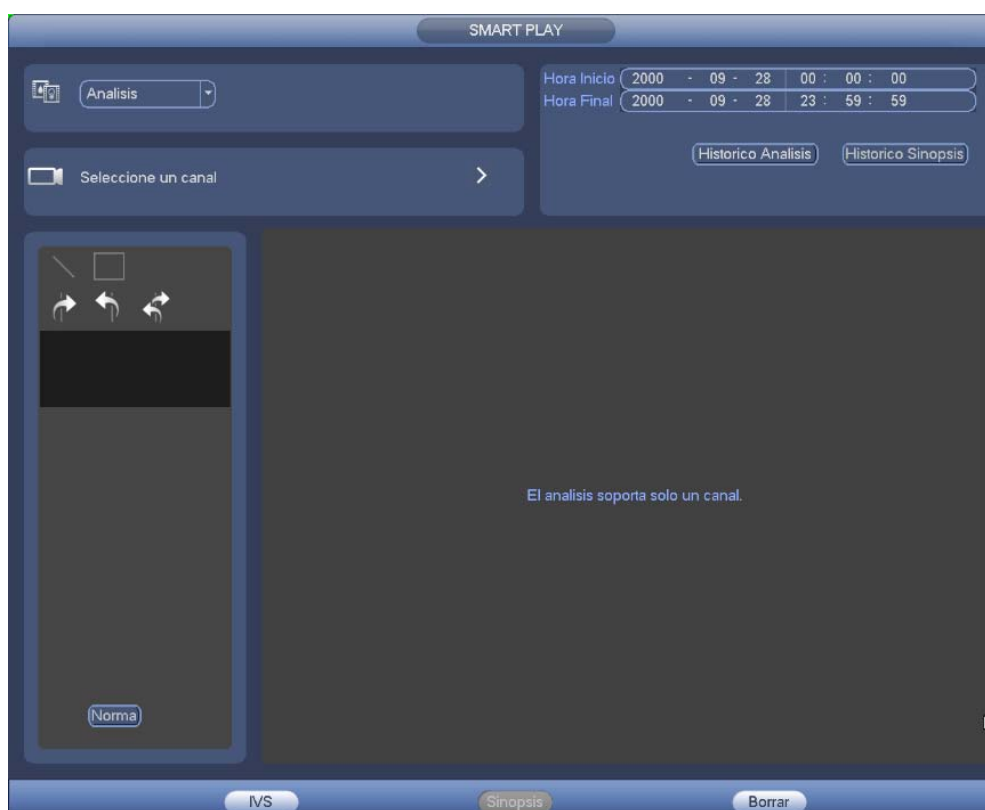 SMART PLAY
Analisis
Hora Inicio 2000 - 09 - 28 00 : 00 : 00
Hora Final 2000 - 09 - 28 23 : 59 : 59
Historico Analisis Historico Sinopsis
Seleccione un canal
El analisis soporta solo un canal.
Norma
IVS Sinopsis Borrar